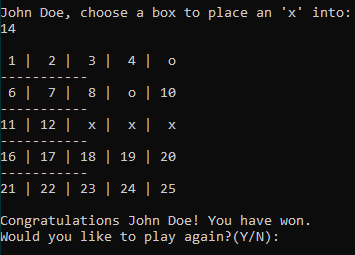 John Doe, choose a box to place an 'x' into:
14
1 | 2 | 3 | 4 | o
-----------
6 | 7 | 8 | o | 10
-----------
11 | 12 | x | x | x
-----------
16 | 17 | 18 | 19 | 20
-----------
21 | 22 | 23 | 24 | 25
Congratulations John Doe! You have won.
Would you like to play again?(Y/N):